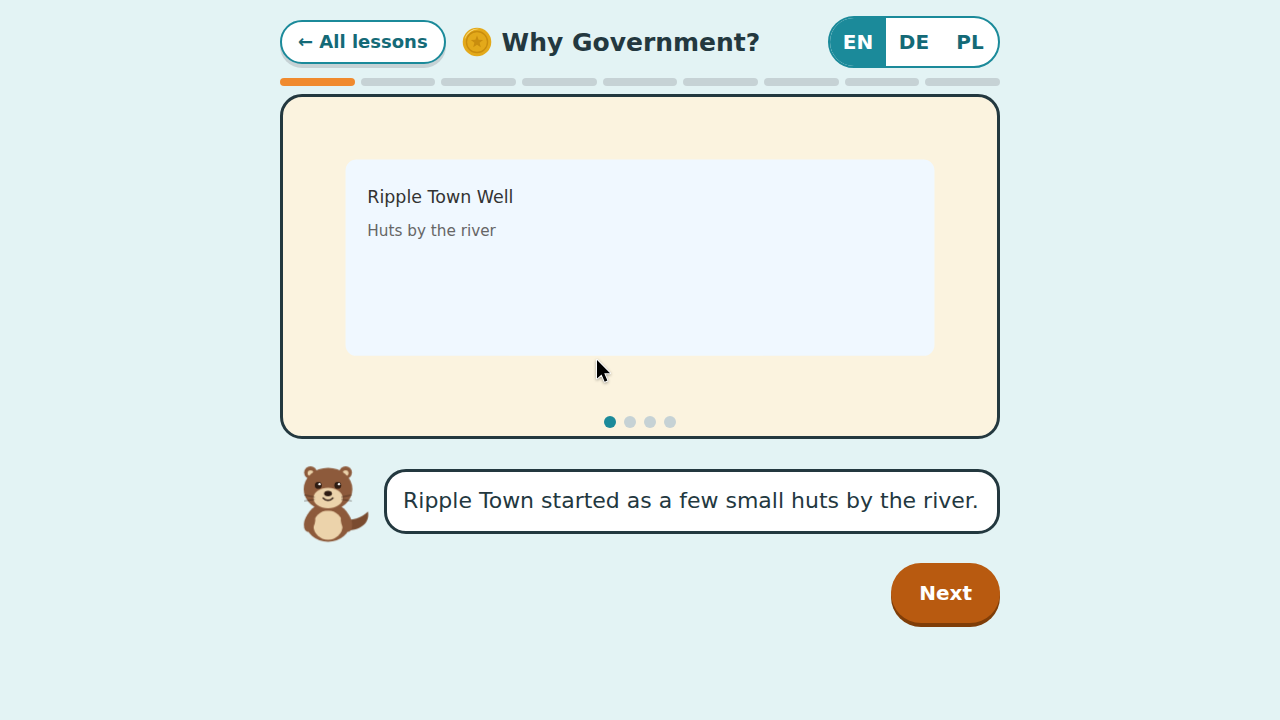 ← All lessons
Why Government?
EN DE PL
Ripple Town Well
Huts by the river
Ripple Town started as a few small huts by the river.
Next